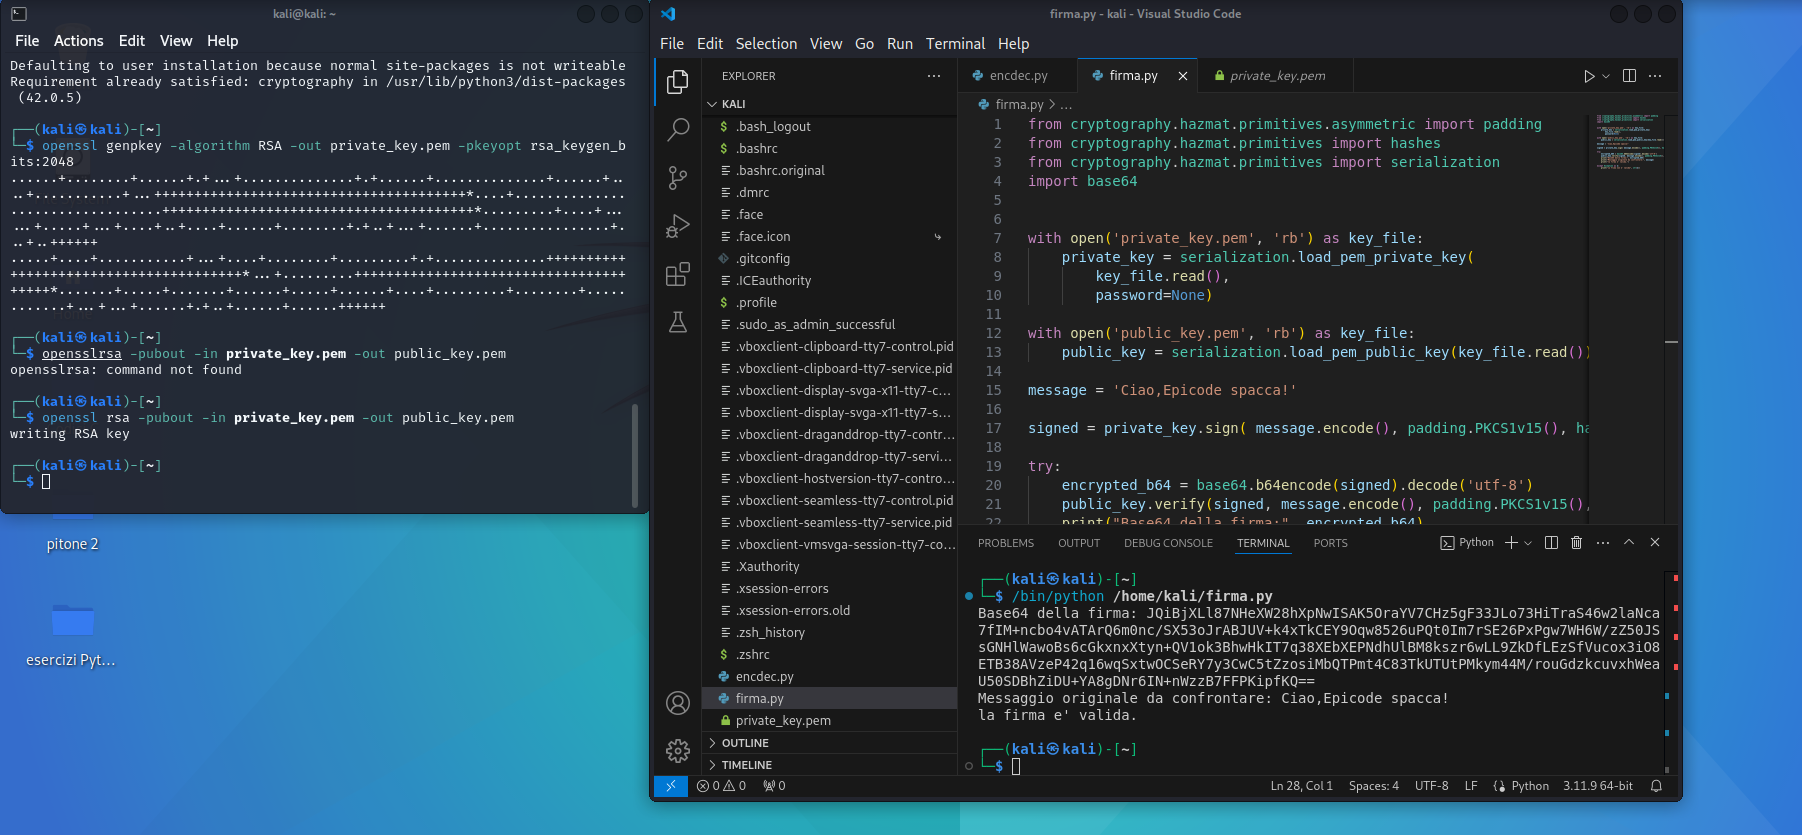 kali@kali: ~
File Actions Edit View Help
Defaulting to user installation because normal site-packages is not writeable
Requirement already satisfied: cryptography in /usr/lib/python3/dist-packages
(42.0.5)
┌──(kali㉿kali)-[~]
└─$ openssl genpkey -algorithm RSA -out private_key.pem -pkeyopt rsa_keygen_b
its:2048
┌──(kali㉿kali)-[~]
└─$ opensslrsa -pubout -in private_key.pem -out public_key.pem
opensslrsa: command not found
┌──(kali㉿kali)-[~]
└─$ openssl rsa -pubout -in private_key.pem -out public_key.pem
writing RSA key
┌──(kali㉿kali)-[~]
└─$
pitone 2
esercizi Pyt...
firma.py - kali - Visual Studio Code
File Edit Selection View Go Run Terminal Help
EXPLORER
KALI
.bash_logout
.bashrc
.bashrc.original
.dmrc
.face
.face.icon
.gitconfig
.ICEauthority
.profile
.sudo_as_admin_successful
.vboxclient-clipboard-tty7-control.pid
.vboxclient-clipboard-tty7-service.pid
.vboxclient-display-svga-x11-tty7-c...
.vboxclient-display-svga-x11-tty7-s...
.vboxclient-draganddrop-tty7-contr...
.vboxclient-draganddrop-tty7-servi...
.vboxclient-hostversion-tty7-contro...
.vboxclient-seamless-tty7-control.pid
.vboxclient-seamless-tty7-service.pid
.vboxclient-vmsvga-session-tty7-co...
.Xauthority
.xsession-errors
.xsession-errors.old
.zsh_history
.zshrc
encdec.py
firma.py
private_key.pem
OUTLINE
TIMELINE
encdec.py firma.py private_key.pem
firma.py > ...
1 from cryptography.hazmat.primitives.asymmetric import padding
2 from cryptography.hazmat.primitives import hashes
3 from cryptography.hazmat.primitives import serialization
4 import base64
5
6
7 with open('private_key.pem', 'rb') as key_file:
8 private_key = serialization.load_pem_private_key(
9 key_file.read(),
10 password=None)
11
12 with open('public_key.pem', 'rb') as key_file:
13 public_key = serialization.load_pem_public_key(key_file.read())
14
15 message = 'Ciao,Epicode spacca!'
16
17 signed = private_key.sign( message.encode(), padding.PKCS1v15(), ha
18
19 try:
20 encrypted_b64 = base64.b64encode(signed).decode('utf-8')
21 public_key.verify(signed, message.encode(), padding.PKCS1v15(),
22 print("Base64 della firma:", encrypted_b64)
PROBLEMS OUTPUT DEBUG CONSOLE TERMINAL PORTS Python
┌──(kali㉿kali)-[~]
└─$ /bin/python /home/kali/firma.py
Base64 della firma: JQiBjXLl87NHeXW28hXpNwISAK5OraYV7CHz5gF33JLo73HiTraS46w2laNca
7fIM+ncbo4vATArQ6m0nc/SX53oJrABJUV+k4xTkCEY9Oqw8526uPQt0Im7rSE26PxPgw7WH6W/zZ50JS
sGNHlWawoBs6cGkxnxXtyn+QV1ok3BhwHkIT7q38XEbXEPNdhUlBM8kszr6wLL9ZkDfLEzSfVucox3iO8
ETB38AVzeP42q16wqSxtwOCSeRY7y3CwC5tZzosiMbQTPmt4C83TkUTUtPMkym44M/rouGdzkcuvxhWea
U50SDBhZiDU+YA8gDNr6IN+nWzzB7FFPKipfKQ==
Messaggio originale da confrontare: Ciao,Epicode spacca!
la firma e' valida.
┌──(kali㉿kali)-[~]
└─$
0 0 0 Ln 28, Col 1 Spaces: 4 UTF-8 LF Python 3.11.9 64-bit